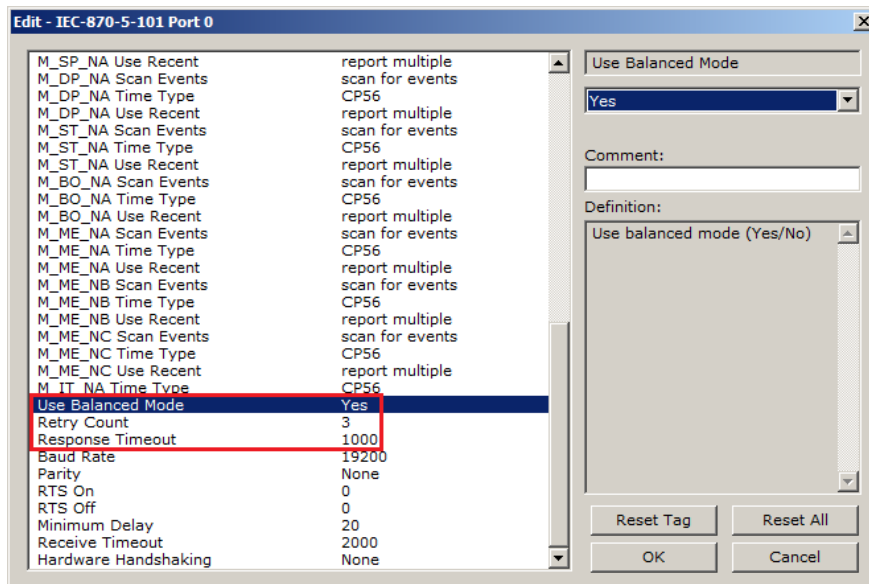 Edit - IEC-870-5-101 Port 0
M_SP_NA Use Recent report multiple
M_DP_NA Scan Events scan for events
M_DP_NA Time Type CP56
M_DP_NA Use Recent report multiple
M_ST_NA Scan Events scan for events
M_ST_NA Time Type CP56
M_ST_NA Use Recent report multiple
M_BO_NA Scan Events scan for events
M_BO_NA Time Type CP56
M_BO_NA Use Recent report multiple
M_ME_NA Scan Events scan for events
M_ME_NA Time Type CP56
M_ME_NA Use Recent report multiple
M_ME_NB Scan Events scan for events
M_ME_NB Time Type CP56
M_ME_NB Use Recent report multiple
M_ME_NC Scan Events scan for events
M_ME_NC Time Type CP56
M_ME_NC Use Recent report multiple
M_IT_NA Time Type CP56
Use Balanced Mode Yes
Retry Count 3
Response Timeout 1000
Baud Rate 19200
Parity None
RTS On 0
RTS Off 0
Minimum Delay 20
Receive Timeout 2000
Hardware Handshaking None
Use Balanced Mode
Yes
Comment:
Definition:
Use balanced mode (Yes/No)
Reset Tag Reset All
OK Cancel